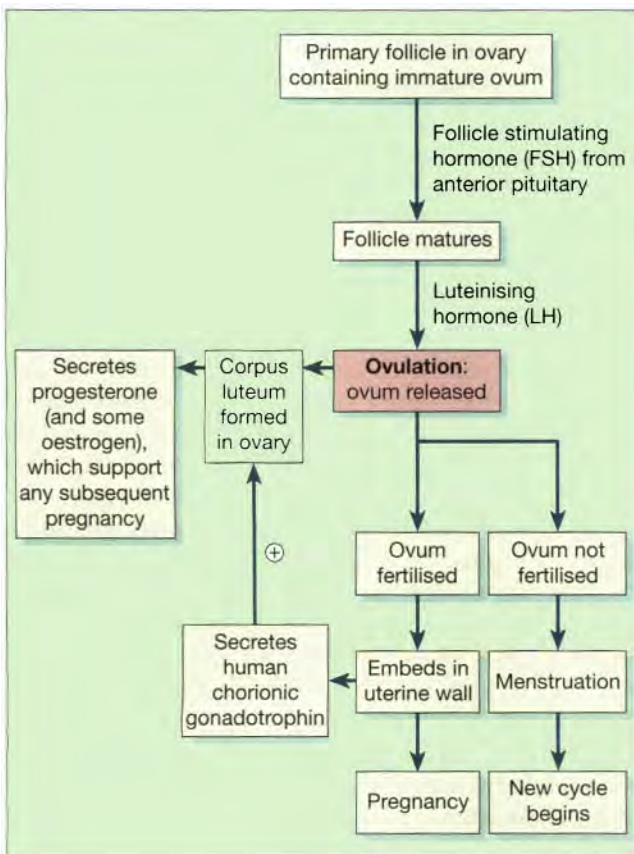 Primary follicle in ovary
containing immature ovum
Follicle stimulating
hormone (FSH) from
anterior pituitary
Follicle matures
Luteinising
hormone (LH)
Secretes
progesterone
(and some
oestrogen),
which support
any subsequent
pregnancy
Corpus
luteum
formed
in ovary
Ovulation:
ovum released
+
Ovum
fertilised
Ovum not
fertilised
Secretes
human
chorionic
gonadotrophin
Embeds in
uterine wall
Menstruation
Pregnancy
New cycle
begins